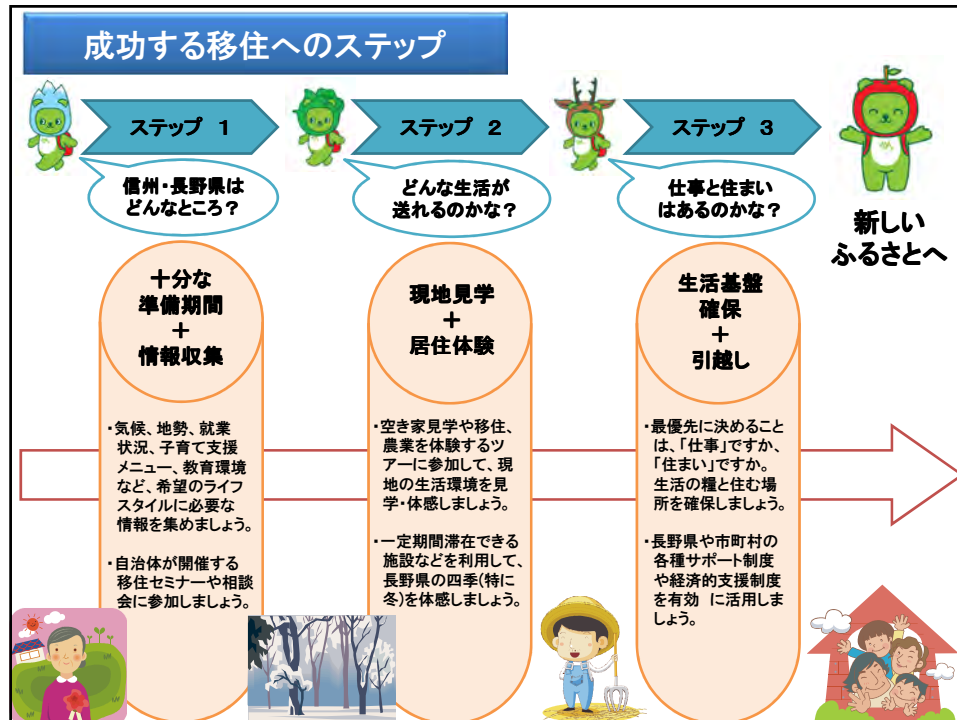 成功する移住へのステップ
ステップ 1
ステップ 2
ステップ 3
信州・長野県は
どんなところ？
どんな生活が
送れるのかな？
仕事と住まい
はあるのかな？
新しい
ふるさとへ
十分な
準備期間
＋
情報収集
・気候、地勢、就業
状況、子育て支援
メニュー、教育環境
など、希望のライフ
スタイルに必要な
情報を集めましょう。
・自治体が開催する
移住セミナーや相談
会に参加しましょう。
現地見学
＋
居住体験
・空き家見学や移住、
農業を体験するツ
アーに参加して、現
地の生活環境を見
学・体感しましょう。
・一定期間滞在できる
施設などを利用して、
長野県の四季(特に
冬)を体感しましょう。
生活基盤
確保
＋
引越し
・最優先に決めること
は、「仕事」ですか、
「住まい」ですか。
生活の糧と住む場
所を確保しましょう。
・長野県や市町村の
各種サポート制度
や経済的支援制度
を有効 に活用しま
しょう。